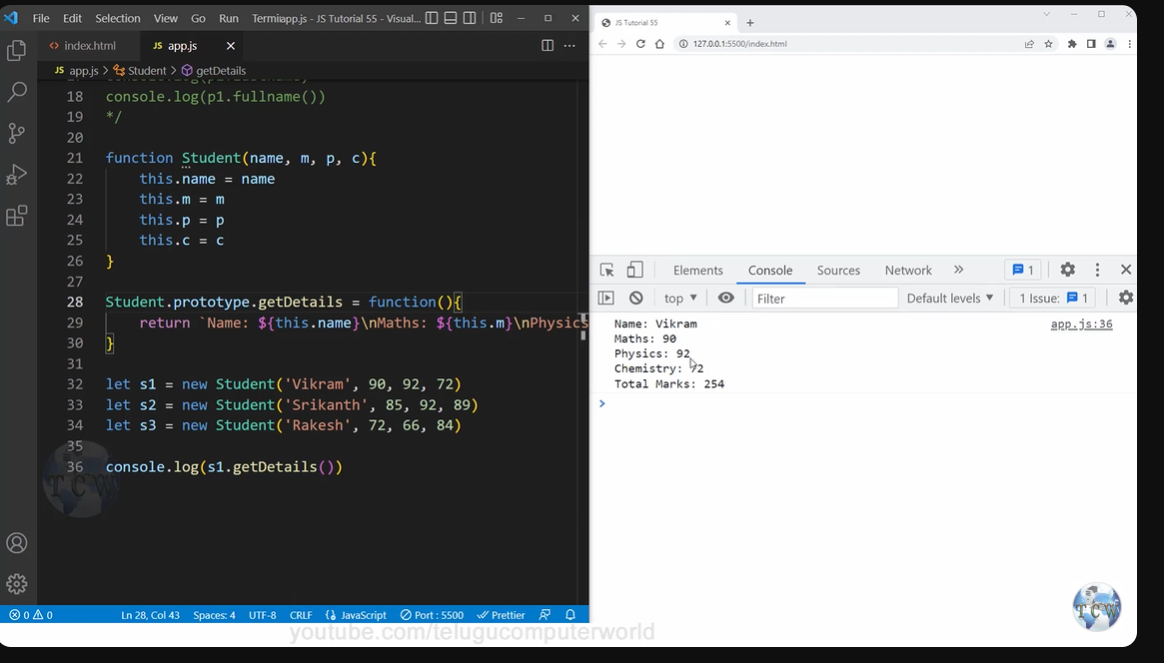 File Edit Selection View Go Run Termiapp.js - JS Tutorial 55 - Visual...
index.html JS app.js
JS app.js > Student > getDetails
18 console.log(p1.fullname())
19 */
20
21 function Student(name, m, p, c){
22 this.name = name
23 this.m = m
24 this.p = p
25 this.c = c
26 }
27
28 Student.prototype.getDetails = function(){
29 return `Name: ${this.name}\nMaths: ${this.m}\nPhysics
30 }
31
32 let s1 = new Student('Vikram', 90, 92, 72)
33 let s2 = new Student('Srikanth', 85, 92, 89)
34 let s3 = new Student('Rakesh', 72, 66, 84)
35
36 console.log(s1.getDetails())
TCW
0 0 Ln 28, Col 43 Spaces: 4 UTF-8 CRLF JavaScript Port : 5500 Prettier
JS Tutorial 55
127.0.0.1:5500/index.html
Elements Console Sources Network 1
top Filter Default levels 1 Issue: 1
Name: Vikram app.js:36
Maths: 90
Physics: 92
Chemistry: 72
Total Marks: 254
TCW
youtube.com/telugucomputerworld